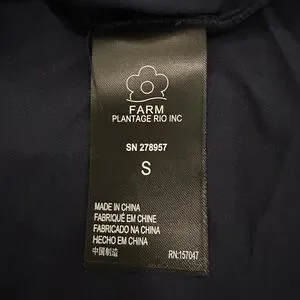 FARM
PLANTAGE RIO INC
SN 278957
S
MADE IN CHINA
FABRIQUÉ EN CHINE
FABRICADO NA CHINA
HECHO EM CHINA
中国制造
RN:157047